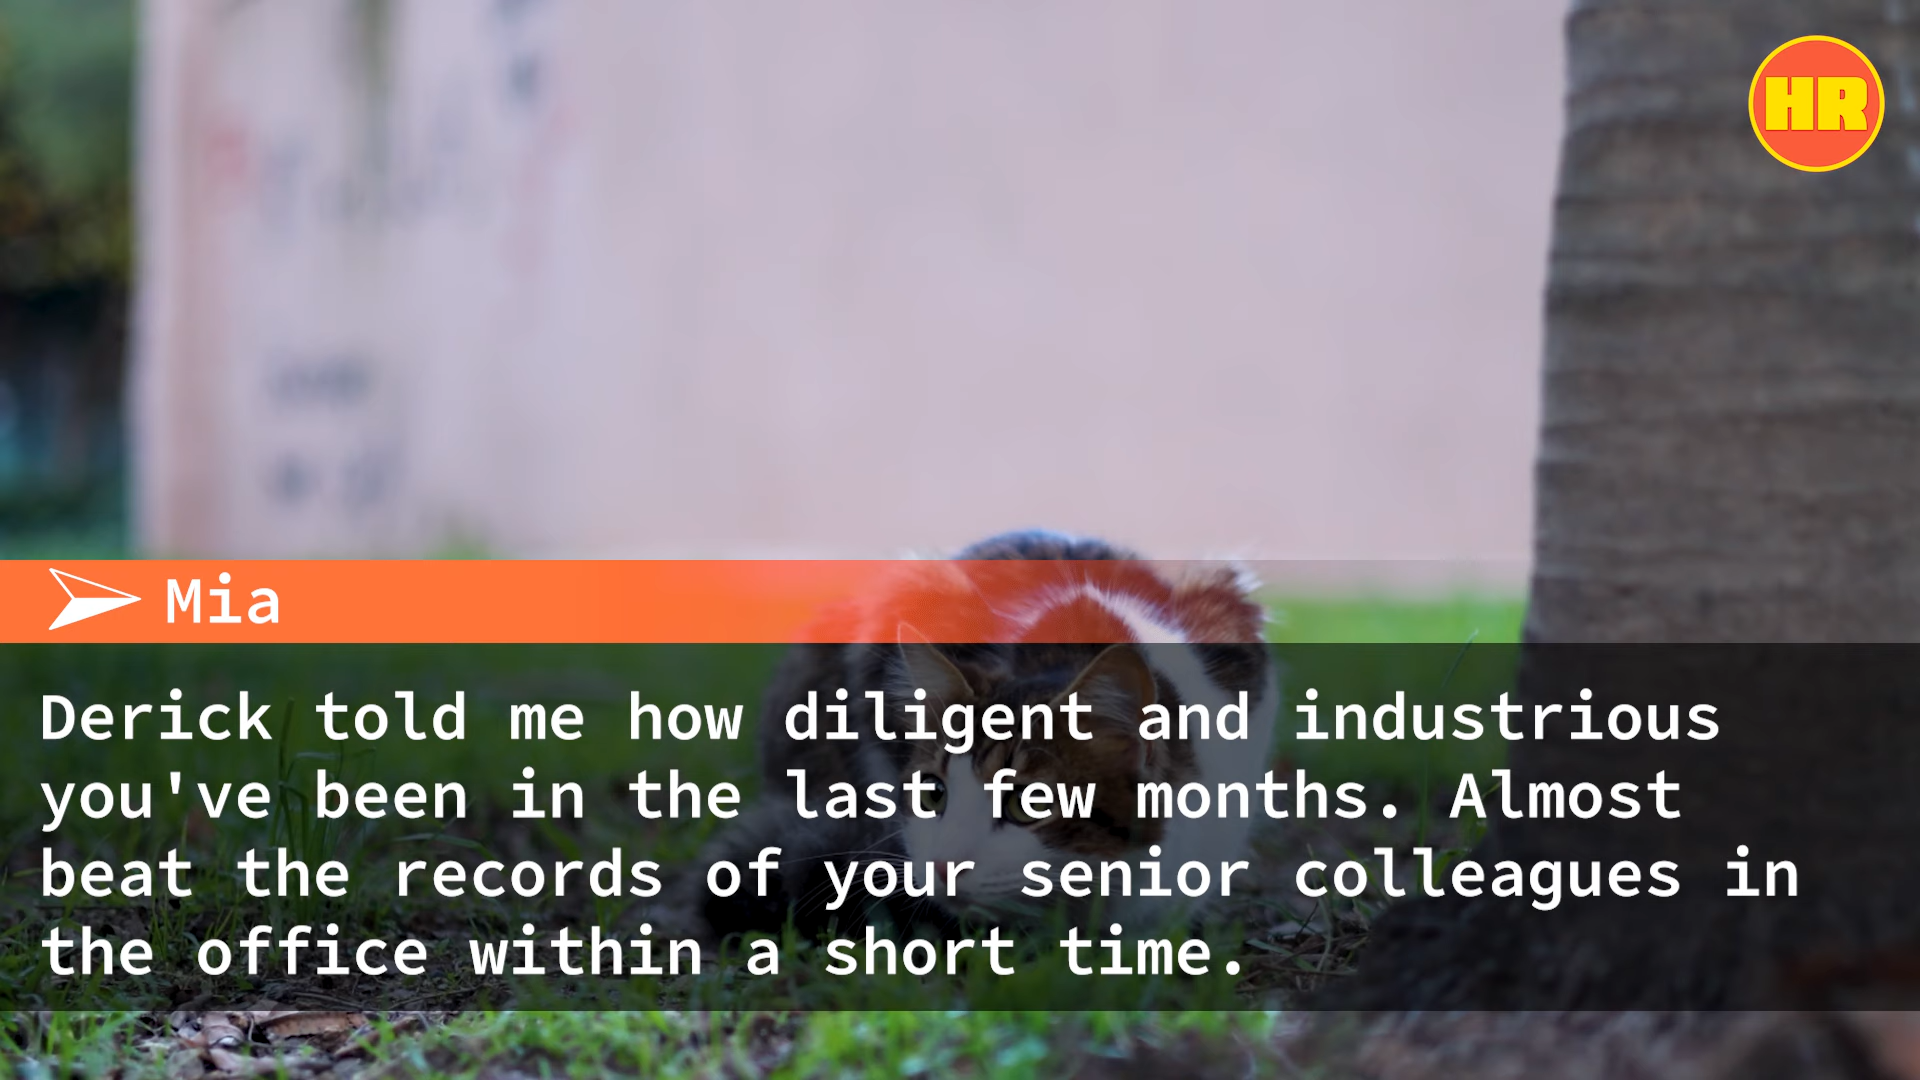 HR
Mia
Derick told me how diligent and industrious
you've been in the last few months. Almost
beat the records of your senior colleagues in
the office within a short time.